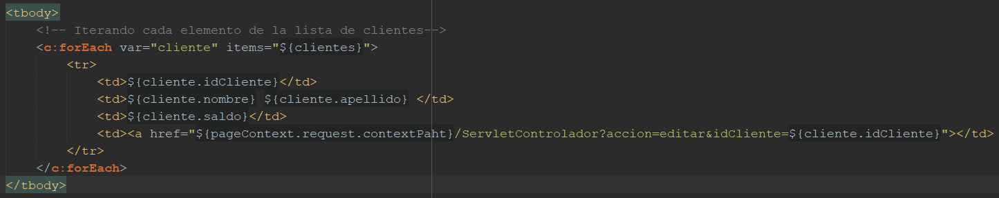 <tbody>
<!-- Iterando cada elemento de la lista de clientes-->
<c:forEach var="cliente" items="${clientes}">
<tr>
<td>${cliente.idCliente}</td>
<td>${cliente.nombre} ${cliente.apellido} </td>
<td>${cliente.saldo}</td>
<td><a href="${pageContext.request.contextPaht}/ServletControlador?accion=editar&idCliente=${cliente.idCliente}"></td>
</tr>
</c:forEach>
</tbody>